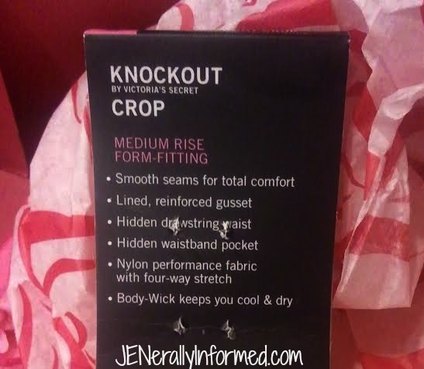 KNOCKOUT
BY VICTORIA'S SECRET
CROP
MEDIUM RISE
FORM-FITTING
• Smooth seams for total comfort
• Lined, reinforced gusset
• Hidden drawstring waist
• Hidden waistband pocket
• Nylon performance fabric
with four-way stretch
• Body-Wick keeps you cool & dry
JENerallyInformed.com